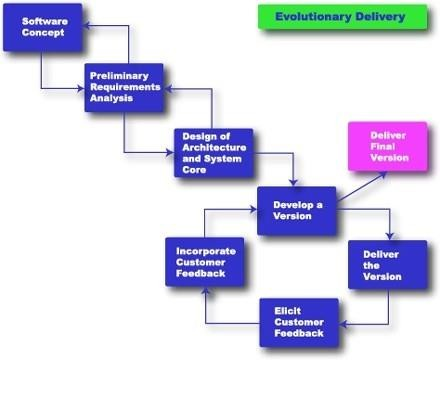 Software
Concept
Evolutionary Delivery
Preliminary
Requirements
Analysis
Design of
Architecture
and System
Core
Deliver
Final
Version
Develop a
Version
Incorporate
Customer
Feedback
Deliver
the
Version
Elicit
Customer
Feedback